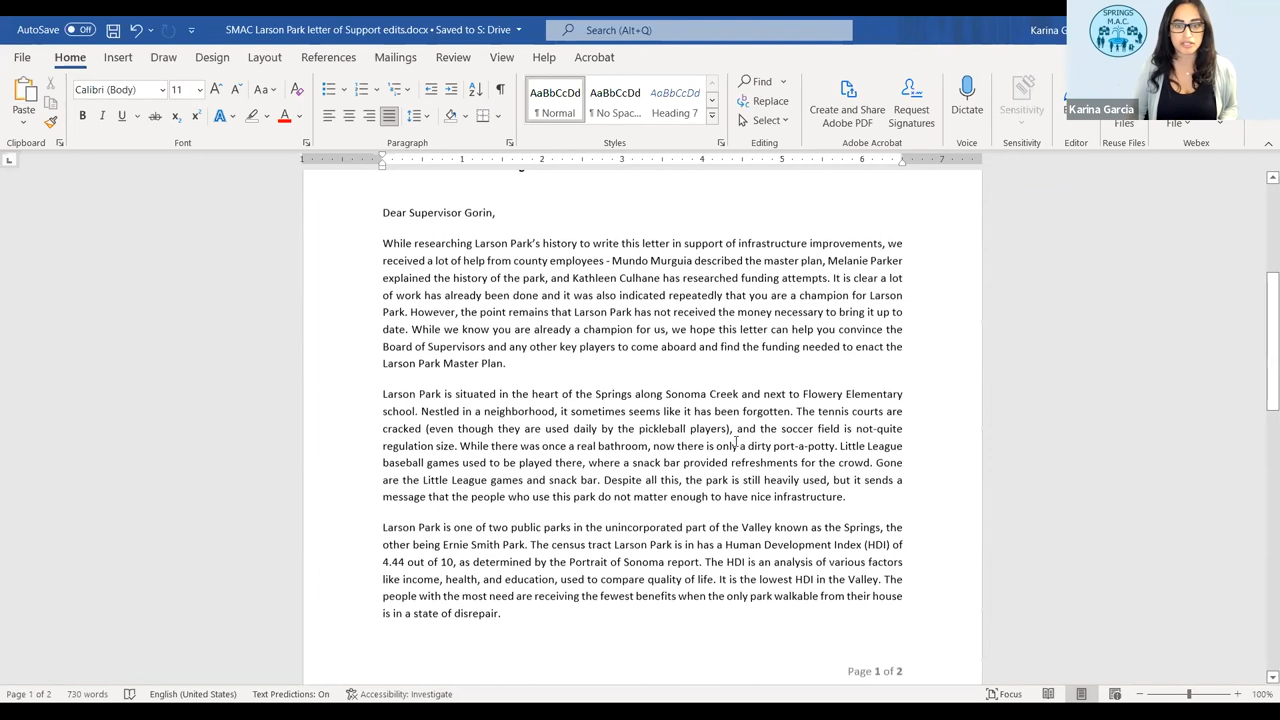 AutoSave Off SMAC Larson Park letter of Support edits.docx • Saved to S: Drive Search (Alt+Q) Karina G
SPRINGS
M.A.C.
File Home Insert Draw Design Layout References Mailings Review View Help Acrobat
Karina Garcia
Paste
Calibri (Body) 11
AaBbCcDd AaBbCcDd AaBbCcDd
¶ Normal ¶ No Spac... Heading 7
Find
Replace
Select
Create and Share
Adobe PDF
Request
Signatures
Dictate
Sensitivity
Files
File
Clipboard Font Paragraph Styles Editing Adobe Acrobat Voice Sensitivity Editor Reuse Files Webex
1 1 2 3 4 5 6 7
Dear Supervisor Gorin,
While researching Larson Park's history to write this letter in support of infrastructure improvements, we
received a lot of help from county employees - Mundo Murguia described the master plan, Melanie Parker
explained the history of the park, and Kathleen Culhane has researched funding attempts. It is clear a lot
of work has already been done and it was also indicated repeatedly that you are a champion for Larson
Park. However, the point remains that Larson Park has not received the money necessary to bring it up to
date. While we know you are already a champion for us, we hope this letter can help you convince the
Board of Supervisors and any other key players to come aboard and find the funding needed to enact the
Larson Park Master Plan.
Larson Park is situated in the heart of the Springs along Sonoma Creek and next to Flowery Elementary
school. Nestled in a neighborhood, it sometimes seems like it has been forgotten. The tennis courts are
cracked (even though they are used daily by the pickleball players), and the soccer field is not-quite
regulation size. While there was once a real bathroom, now there is only a dirty port-a-potty. Little League
baseball games used to be played there, where a snack bar provided refreshments for the crowd. Gone
are the Little League games and snack bar. Despite all this, the park is still heavily used, but it sends a
message that the people who use this park do not matter enough to have nice infrastructure.
Larson Park is one of two public parks in the unincorporated part of the Valley known as the Springs, the
other being Ernie Smith Park. The census tract Larson Park is in has a Human Development Index (HDI) of
4.44 out of 10, as determined by the Portrait of Sonoma report. The HDI is an analysis of various factors
like income, health, and education, used to compare quality of life. It is the lowest HDI in the Valley. The
people with the most need are receiving the fewest benefits when the only park walkable from their house
is in a state of disrepair.
Page 1 of 2
Page 1 of 2 730 words English (United States) Text Predictions: On Accessibility: Investigate Focus 100%